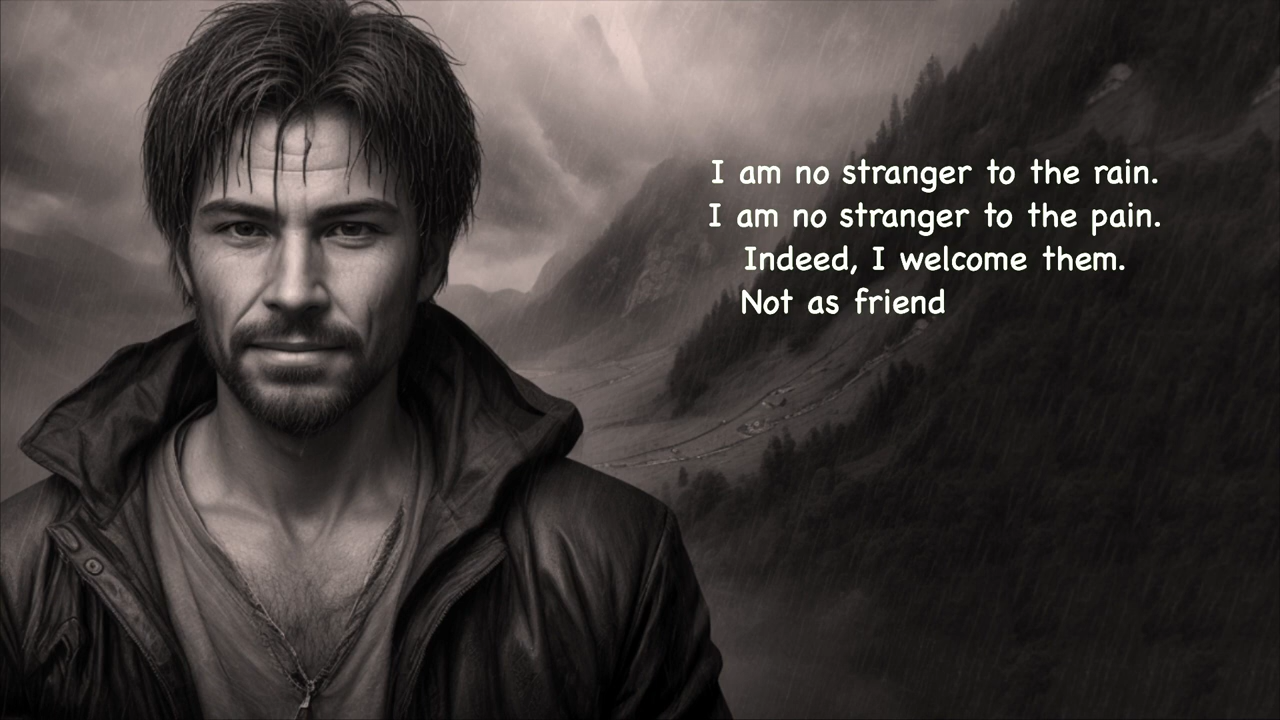 I am no stranger to the rain.
I am no stranger to the pain.
Indeed, I welcome them.
Not as friend